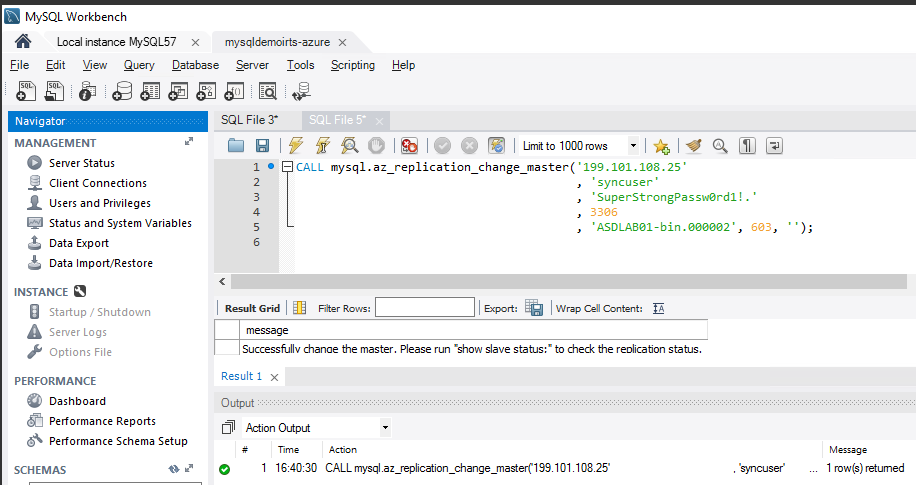 MySQL Workbench
Local instance MySQL57 × mysqldemoirts-azure ×
File Edit View Query Database Server Tools Scripting Help
Navigator
MANAGEMENT
Server Status
Client Connections
Users and Privileges
Status and System Variables
Data Export
Data Import/Restore
INSTANCE
Startup / Shutdown
Server Logs
Options File
PERFORMANCE
Dashboard
Performance Reports
Performance Schema Setup
SCHEMAS
SQL File 3* SQL File 5* ×
Limit to 1000 rows
1 CALL mysql.az_replication_change_master('199.101.108.25'
2 , 'syncuser'
3 , 'SuperStrongPassw0rd1!.'
4 , 3306
5 , 'ASDLAB01-bin.000002', 603, '');
6
Result Grid Filter Rows: Export: Wrap Cell Content:
message
Successfully change the master. Please run "show slave status;" to check the replication status.
Result 1 ×
Output
Action Output
# Time Action Message
1 16:40:30 CALL mysql.az_replication_change_master('199.101.108.25' , 'syncuser' ... 1 row(s) returned